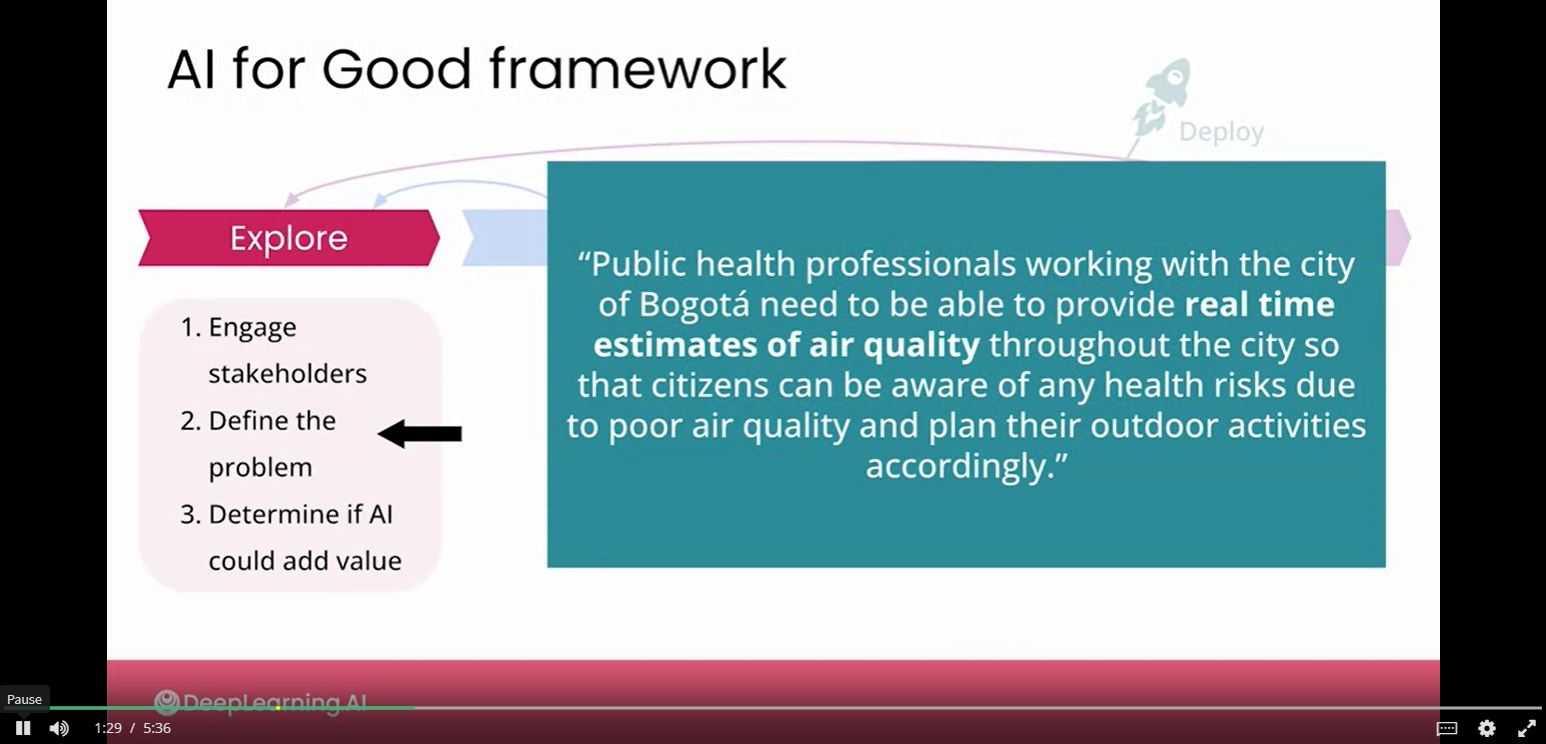 AI for Good framework
Deploy
Explore
1. Engage
stakeholders
2. Define the
problem
3. Determine if AI
could add value
“Public health professionals working with the city
of Bogotá need to be able to provide real time
estimates of air quality throughout the city so
that citizens can be aware of any health risks due
to poor air quality and plan their outdoor activities
accordingly.”
DeepLearning.AI
Pause
1:29 / 5:36